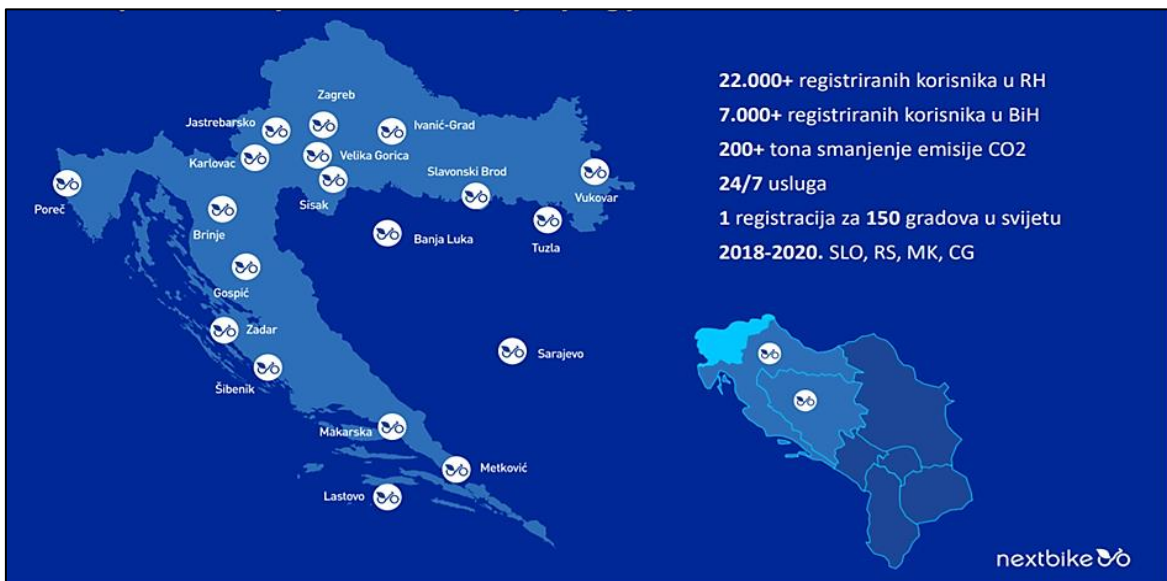 Zagreb
Jastrebarsko
Ivanić-Grad
Karlovac
Velika Gorica
Slavonski Brod
Poreč
Sisak
Vukovar
Brinje
Banja Luka
Tuzla
Gospić
Zadar
Sarajevo
Šibenik
Makarska
Metković
Lastovo
22.000+ registriranih korisnika u RH
7.000+ registriranih korisnika u BiH
200+ tona smanjenje emisije CO2
24/7 usluga
1 registracija za 150 gradova u svijetu
2018-2020. SLO, RS, MK, CG
nextbike